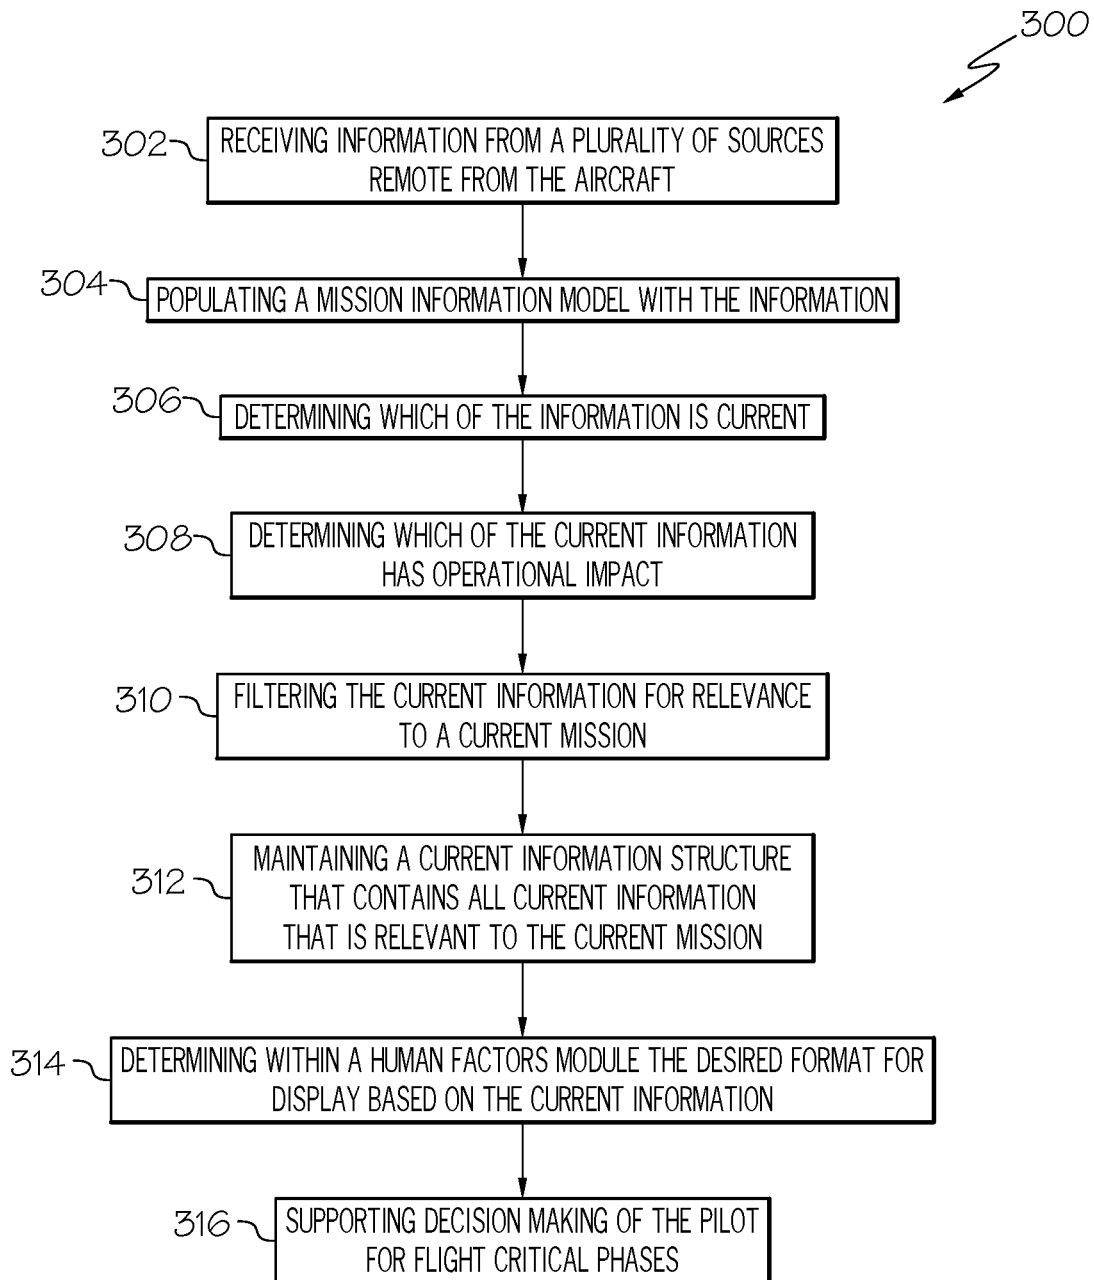 300
302
RECEIVING INFORMATION FROM A PLURALITY OF SOURCES
REMOTE FROM THE AIRCRAFT
304
POPULATING A MISSION INFORMATION MODEL WITH THE INFORMATION
306
DETERMINING WHICH OF THE INFORMATION IS CURRENT
308
DETERMINING WHICH OF THE CURRENT INFORMATION
HAS OPERATIONAL IMPACT
310
FILTERING THE CURRENT INFORMATION FOR RELEVANCE
TO A CURRENT MISSION
312
MAINTAINING A CURRENT INFORMATION STRUCTURE
THAT CONTAINS ALL CURRENT INFORMATION
THAT IS RELEVANT TO THE CURRENT MISSION
314
DETERMINING WITHIN A HUMAN FACTORS MODULE THE DESIRED FORMAT FOR
DISPLAY BASED ON THE CURRENT INFORMATION
316
SUPPORTING DECISION MAKING OF THE PILOT
FOR FLIGHT CRITICAL PHASES